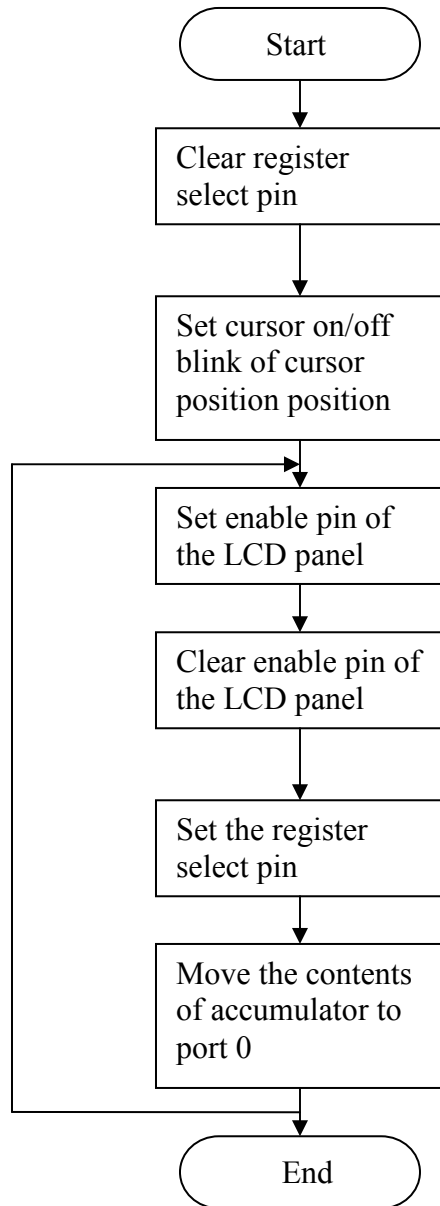 Start
Clear register
select pin
Set cursor on/off
blink of cursor
position position
Set enable pin of
the LCD panel
Clear enable pin of
the LCD panel
Set the register
select pin
Move the contents
of accumulator to
port 0
End